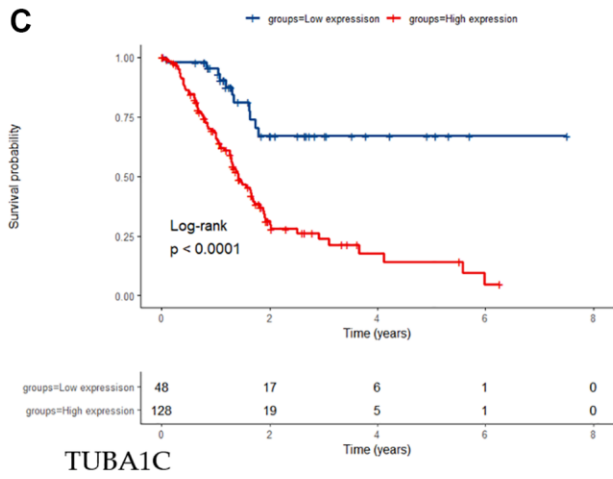 C
groups=Low expressison groups=High expression
1.00
0.75
0.50
0.25
0.00
Survival probability
Log-rank
p < 0.0001
0 2 4 6 8
Time (years)
groups=Low expressison 48 17 6 1 0
groups=High expression 128 19 5 1 0
0 2 4 6 8
Time (years)
TUBA1C